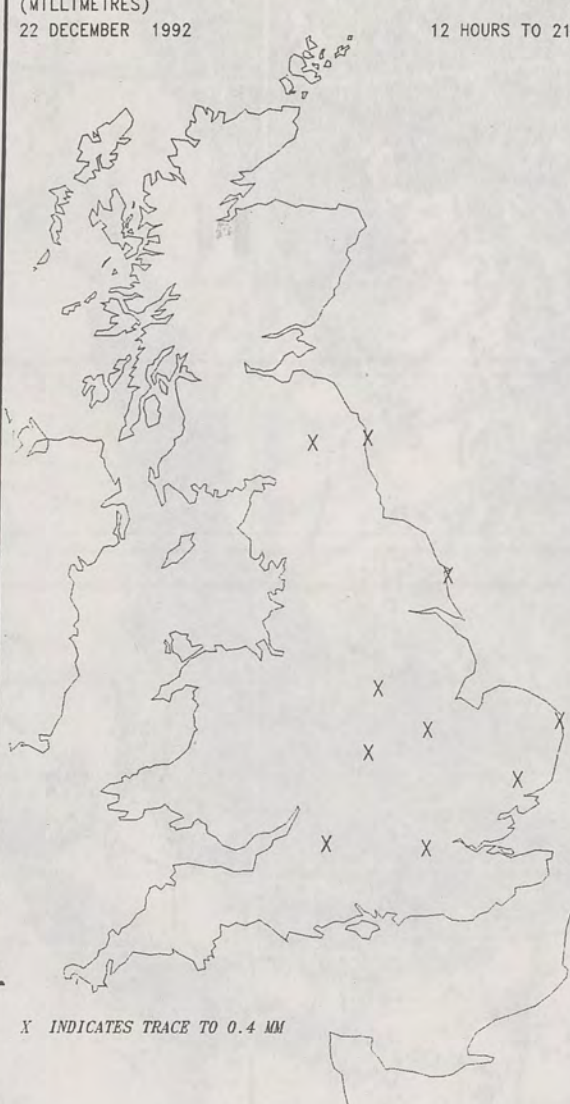 (MILLIMETRES)
22 DECEMBER 1992 12 HOURS TO 21
X X
X
X
X
X
X
X
X X
X INDICATES TRACE TO 0.4 MM